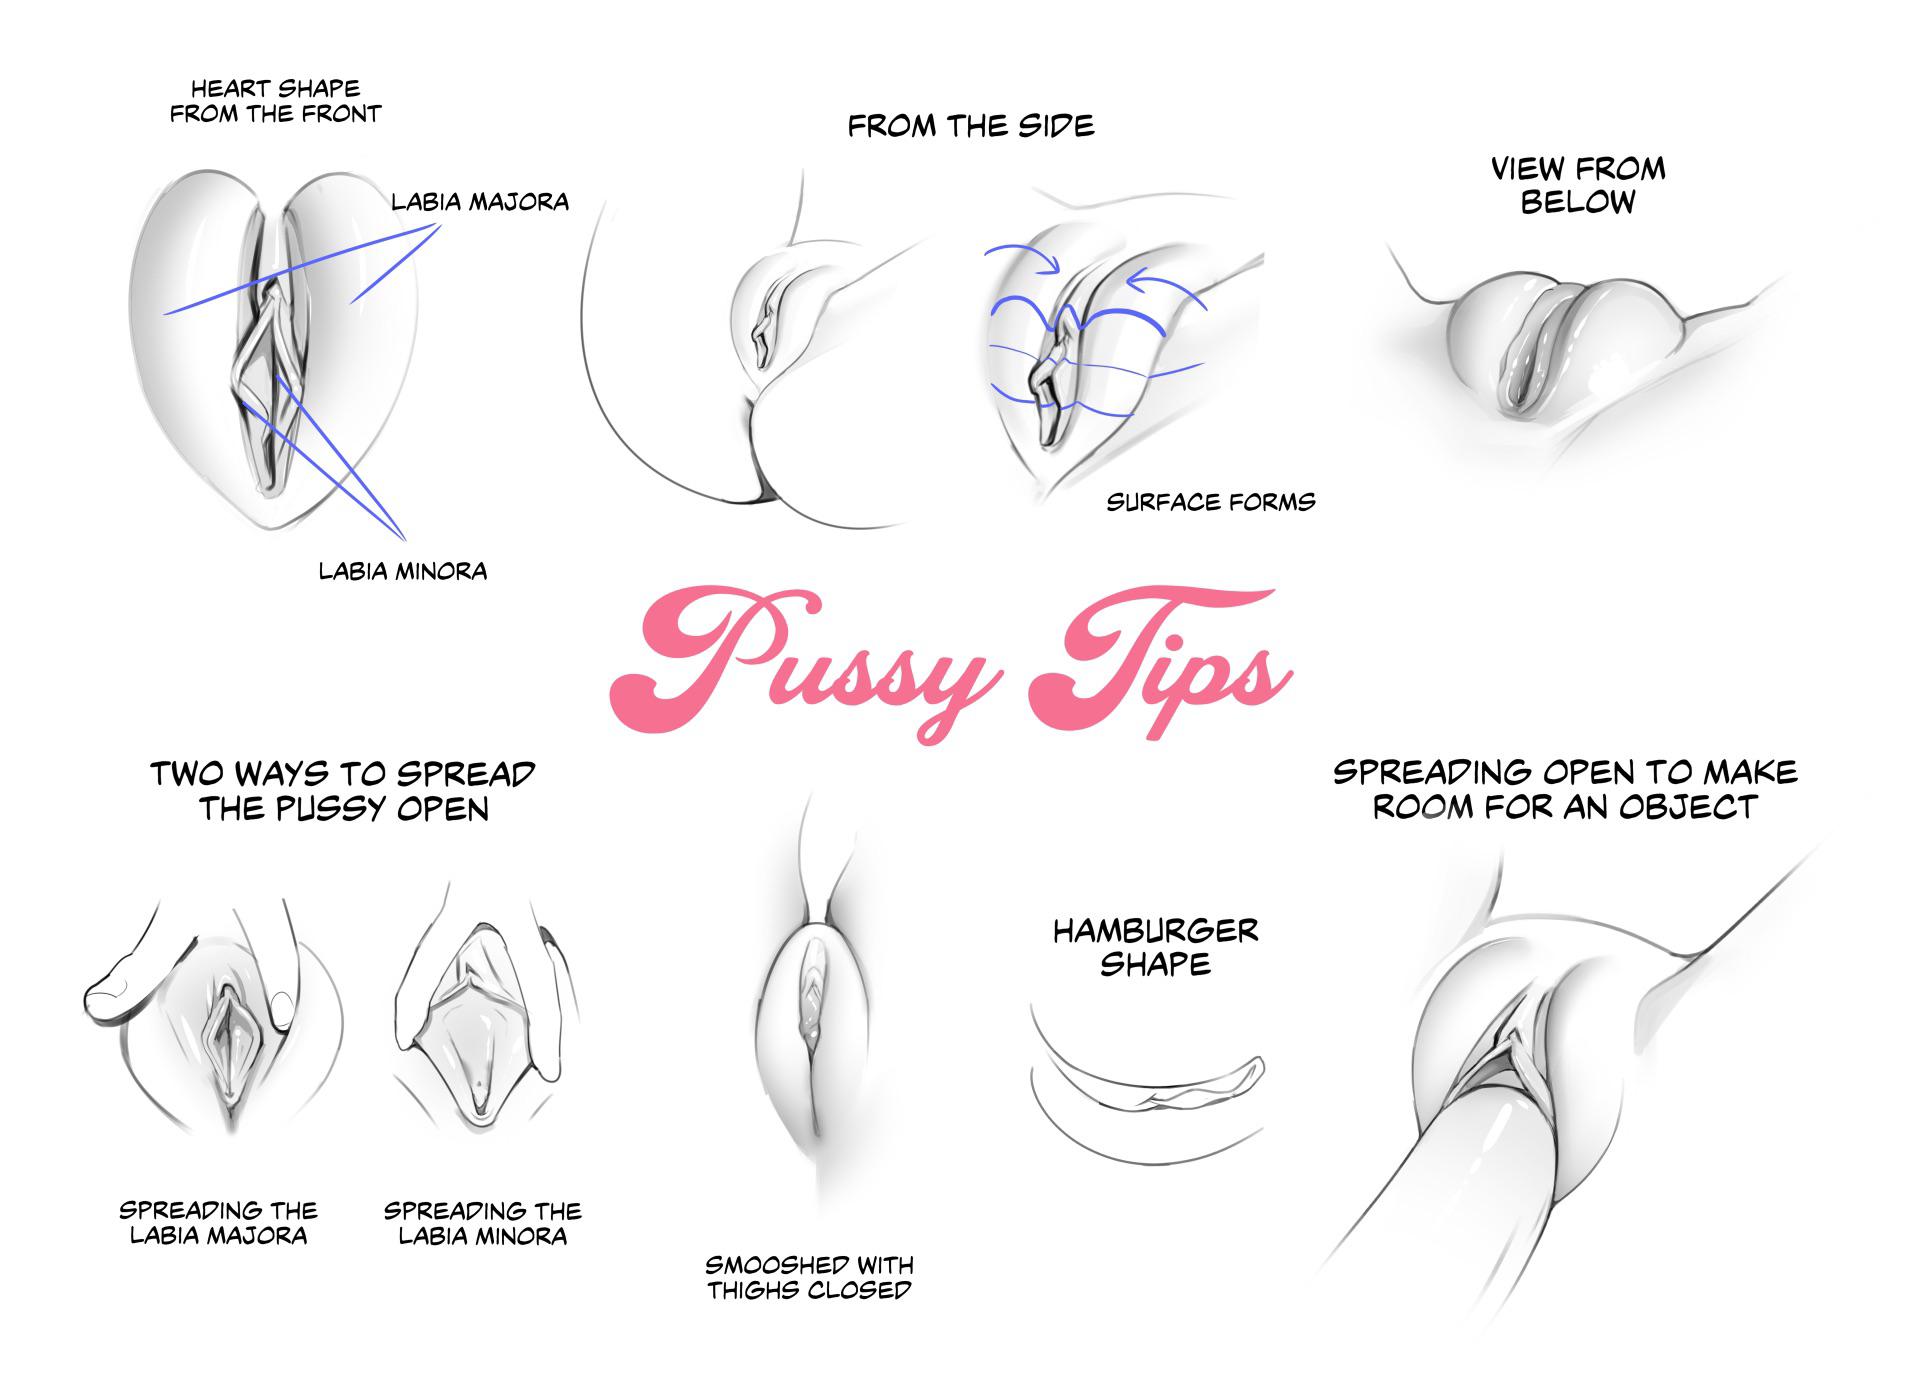 HEART SHAPE
FROM THE FRONT
LABIA MAJORA
LABIA MINORA
FROM THE SIDE
SURFACE FORMS
VIEW FROM
BELOW
Pussy Tips
TWO WAYS TO SPREAD
THE PUSSY OPEN
SPREADING THE
LABIA MAJORA
SPREADING THE
LABIA MINORA
SMOOSHED WITH
THIGHS CLOSED
HAMBURGER
SHAPE
SPREADING OPEN TO MAKE
ROOM FOR AN OBJECT